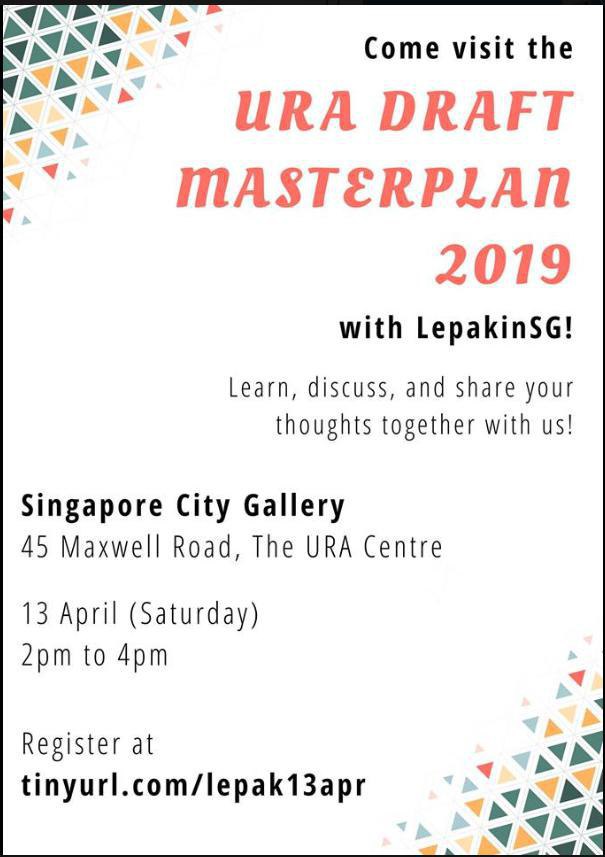 Come visit the
URA DRAFT
MASTERPLAN
2019
with LepakinSG!
Learn, discuss, and share your
thoughts together with us!
Singapore City Gallery
45 Maxwell Road, The URA Centre
13 April (Saturday)
2pm to 4pm
Register at
tinyurl.com/lepak13apr